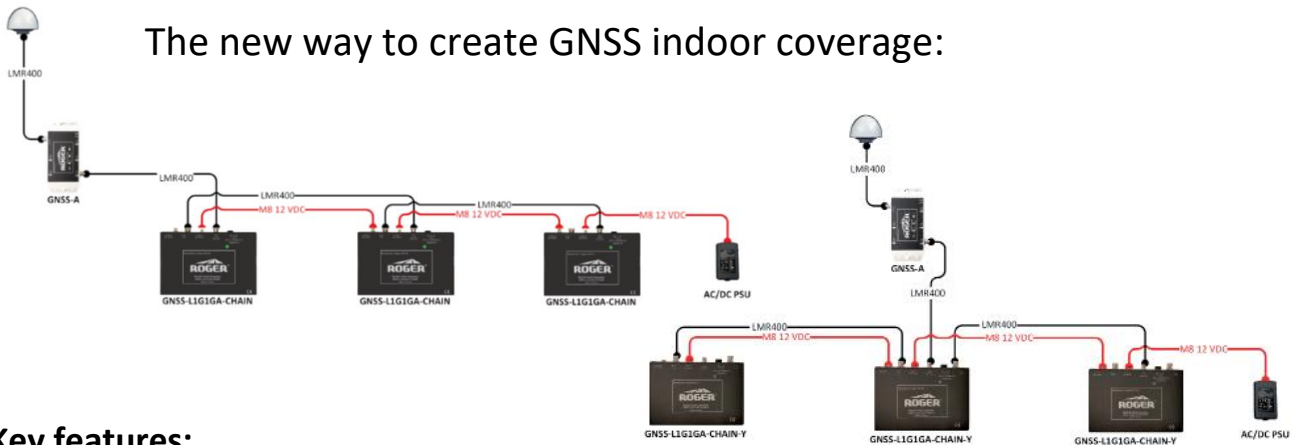 The new way to create GNSS indoor coverage:
LMR400
GNSS-A
LMR400
LMR400
M8 12 VDC
LMR400
M8 12 VDC
M8 12 VDC
ROGER
ROGER
ROGER
GNSS-L1G1GA-CHAIN
GNSS-L1G1GA-CHAIN
GNSS-L1G1GA-CHAIN
AC/DC PSU
LMR400
GNSS-A
LMR400
LMR400
M8 12 VDC
LMR400
M8 12 VDC
M8 12 VDC
ROGER
ROGER
ROGER
GNSS-L1G1GA-CHAIN-Y
GNSS-L1G1GA-CHAIN-Y
GNSS-L1G1GA-CHAIN-Y
AC/DC PSU
Key features: